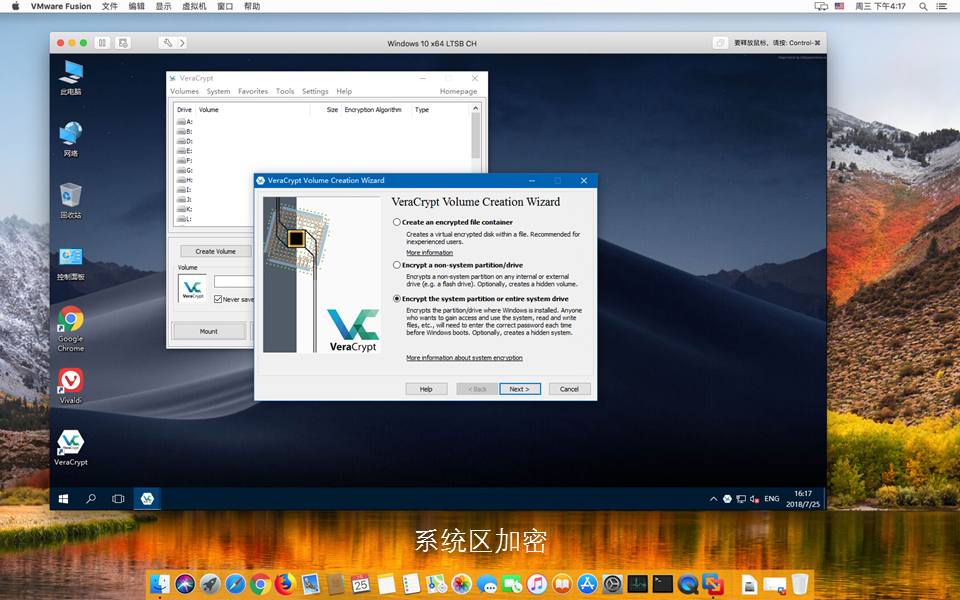 VMware Fusion 文件 编辑 显示 虚拟机 窗口 帮助 周三 下午4:17
Windows 10 x64 LTSB CH 要释放鼠标，请按: Control-⌘
此电脑
网络
回收站
控制面板
Google
Chrome
Vivaldi
VeraCrypt
VeraCrypt
Volumes System Favorites Tools Settings Help Homepage
Drive Volume Size Encryption Algorithm Type
A:
B:
D:
E:
F:
G:
H:
I:
J:
K:
L:
Create Volume
Volume
VeraCrypt
Never save
Mount
VeraCrypt Volume Creation Wizard
VeraCrypt Volume Creation Wizard
Create an encrypted file container
Creates a virtual encrypted disk within a file. Recommended for
inexperienced users.
More information
Encrypt a non-system partition/drive
Encrypts a non-system partition on any internal or external
drive (e.g. a flash drive). Optionally, creates a hidden volume.
Encrypt the system partition or entire system drive
Encrypts the partition/drive where Windows is installed. Anyone
who wants to gain access and use the system, read and write
files, etc., will need to enter the correct password each time
before Windows boots. Optionally, creates a hidden system.
More information about system encryption
VeraCrypt
Help < Back Next > Cancel
ENG 16:17
2018/7/25
系统区加密
25